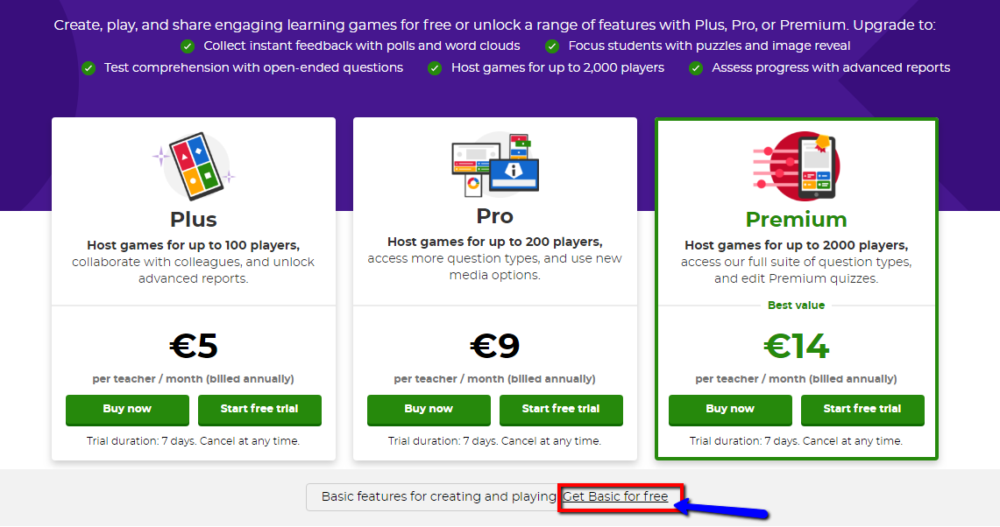 Create, play, and share engaging learning games for free or unlock a range of features with Plus, Pro, or Premium. Upgrade to:
Collect instant feedback with polls and word clouds
Focus students with puzzles and image reveal
Test comprehension with open-ended questions
Host games for up to 2,000 players
Assess progress with advanced reports
Plus
Host games for up to 100 players,
collaborate with colleagues, and unlock
advanced reports.
€5
per teacher / month (billed annually)
Buy now
Start free trial
Trial duration: 7 days. Cancel at any time.
Pro
Host games for up to 200 players,
access more question types, and use new
media options.
€9
per teacher / month (billed annually)
Buy now
Start free trial
Trial duration: 7 days. Cancel at any time.
Premium
Host games for up to 2000 players,
access our full suite of question types,
and edit Premium quizzes.
Best value
€14
per teacher / month (billed annually)
Buy now
Start free trial
Trial duration: 7 days. Cancel at any time.
Basic features for creating and playing Get Basic for free